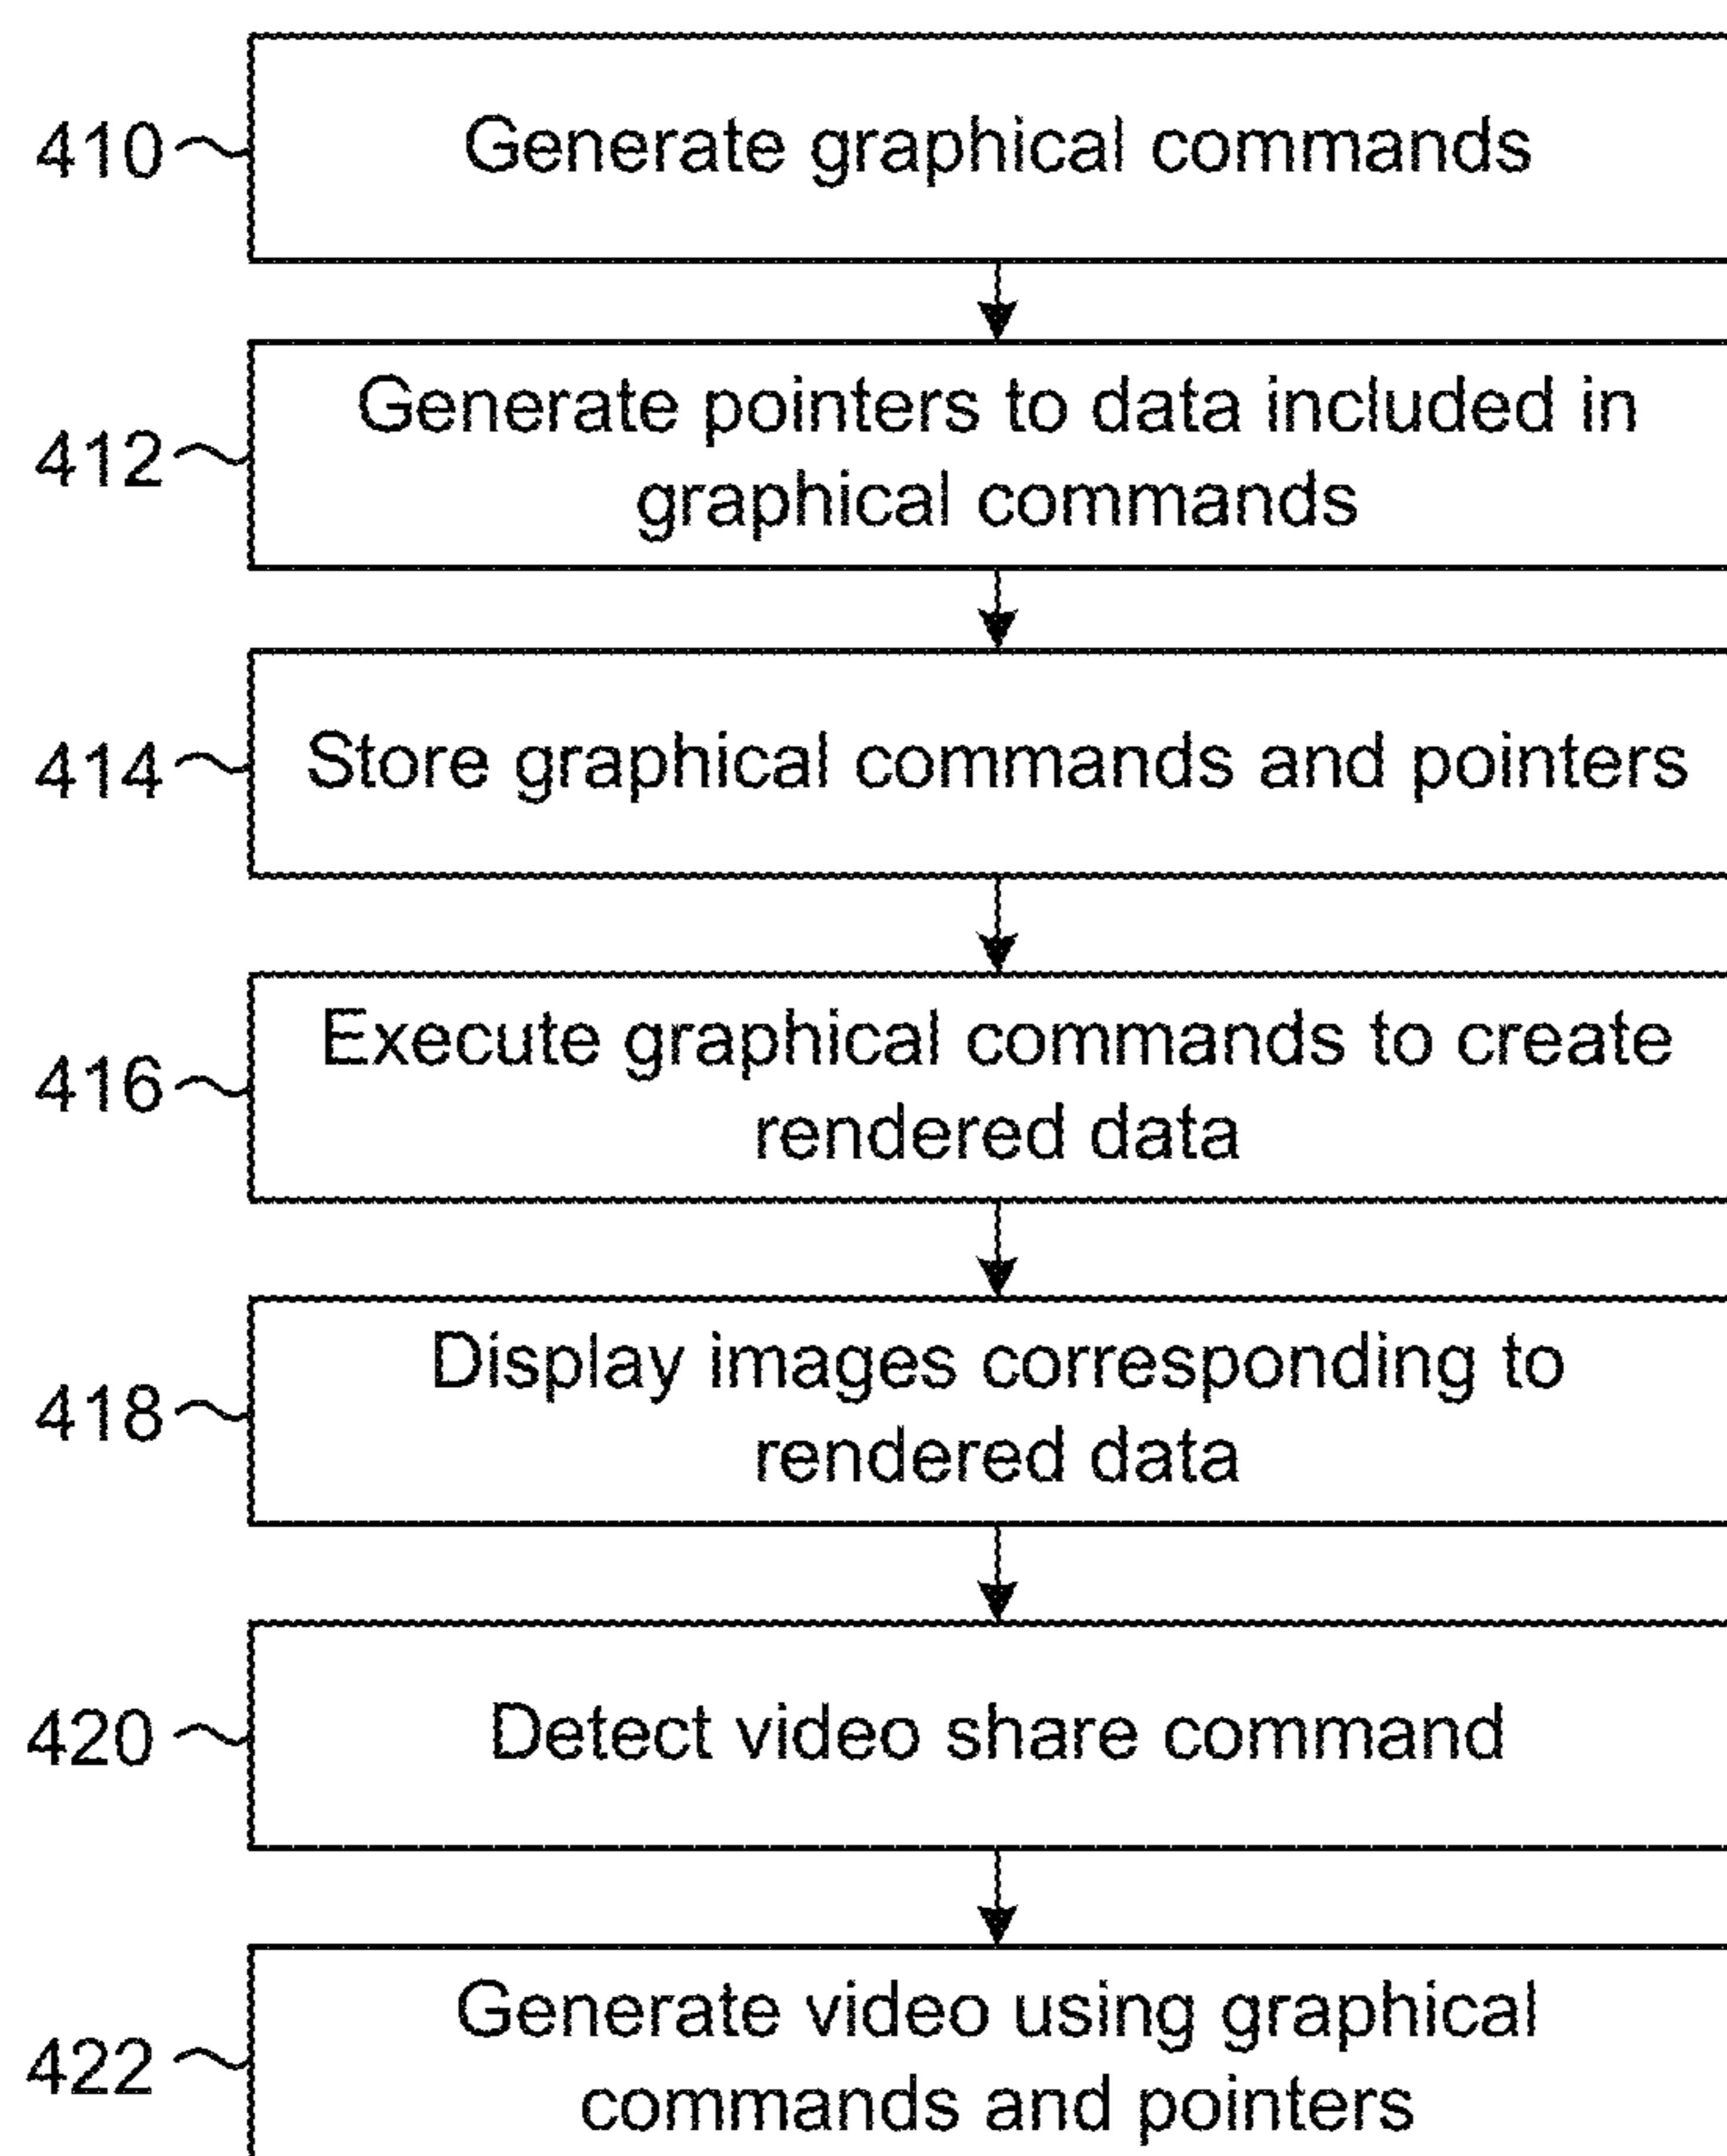 410
Generate graphical commands
412
Generate pointers to data included in
graphical commands
414
Store graphical commands and pointers
416
Execute graphical commands to create
rendered data
418
Display images corresponding to
rendered data
420
Detect video share command
422
Generate video using graphical
commands and pointers